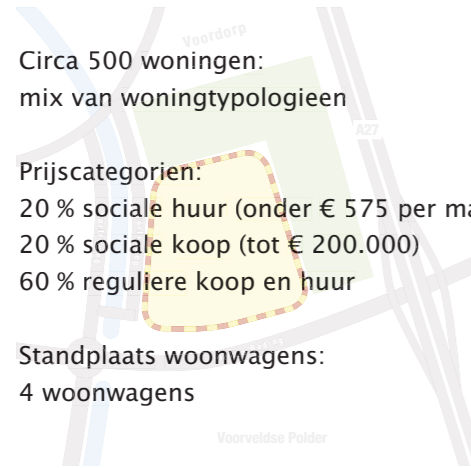 Voordorp
Circa 500 woningen:
mix van woningtypologieen
A27
Prijscategorien:
20 % sociale huur (onder € 575 per ma
20 % sociale koop (tot € 200.000)
60 % reguliere koop en huur
Standplaats woonwagens:
4 woonwagens
Voorveldse Polder